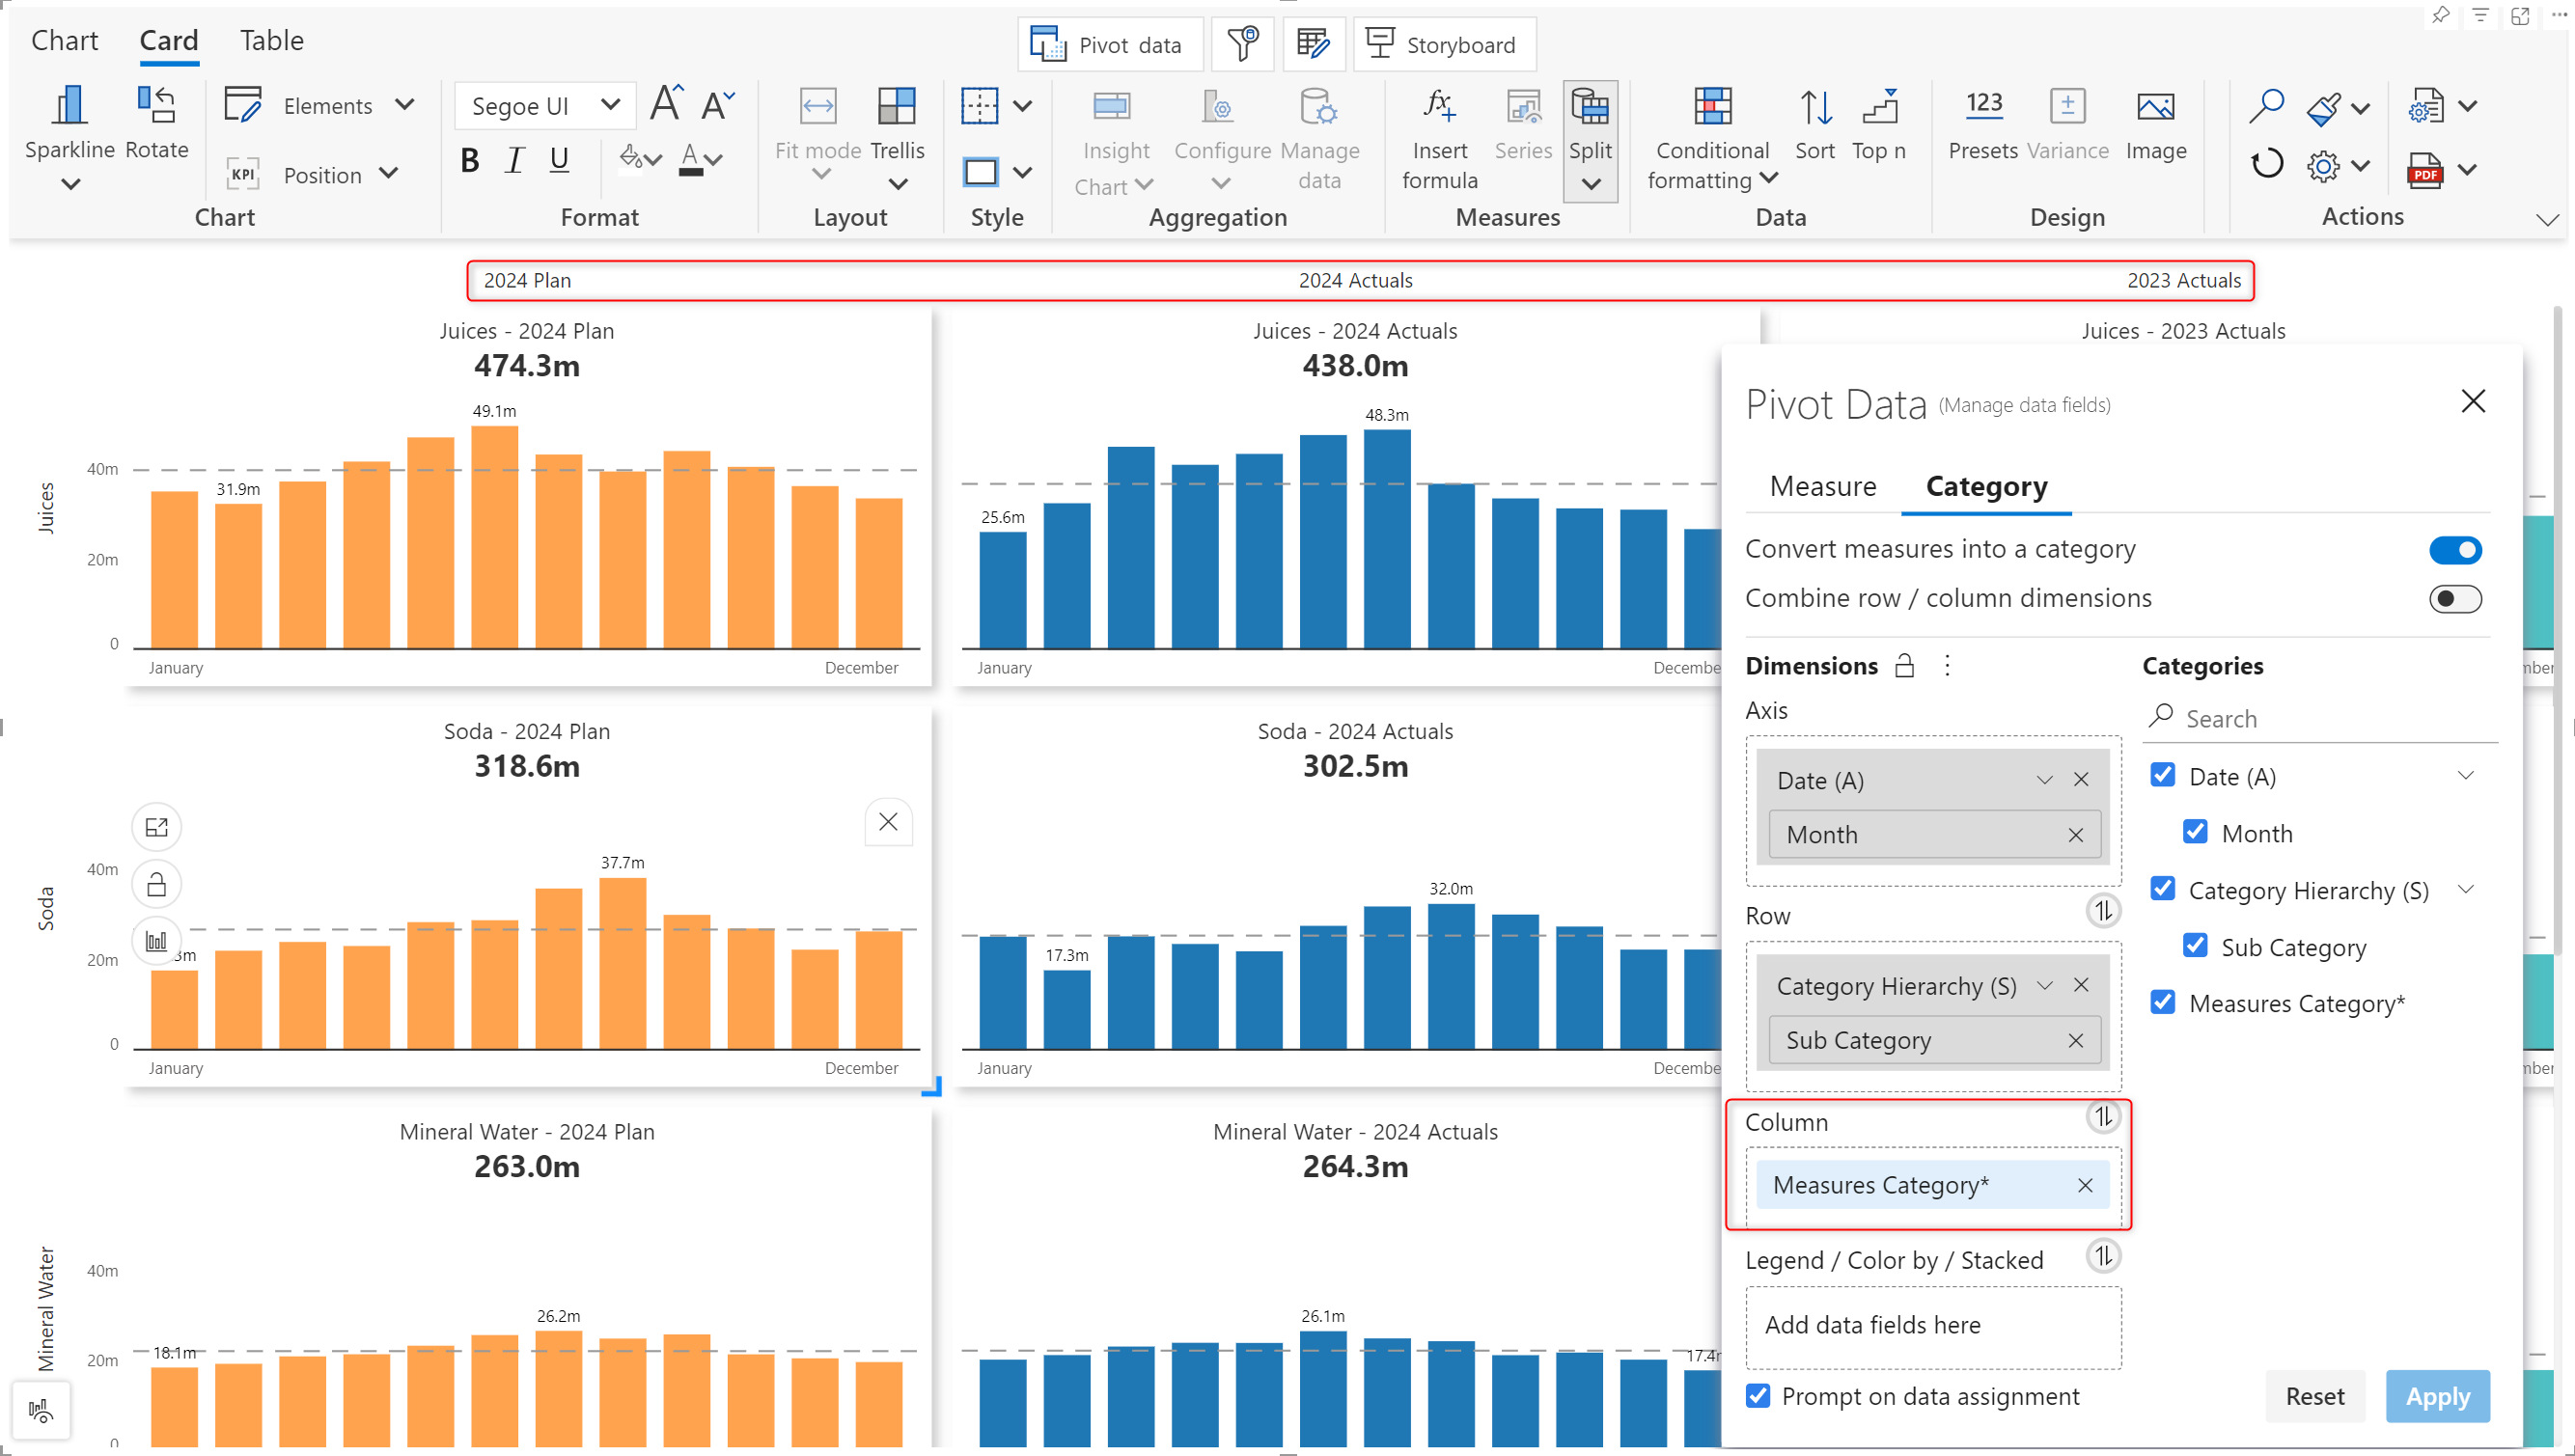 Chart Card Table
Pivot data Storyboard
Sparkline Rotate
Elements
KPI Position
Chart
Segoe UI A A
B I U A
Format
Fit mode Trellis
Layout
Style
Insight Chart Configure Manage data
Aggregation
fx Insert formula Series Split
Measures
Conditional formatting Sort Top n
Data
123 Presets Variance Image
Design
PDF
Actions
2024 Plan 2024 Actuals 2023 Actuals
Juices - 2024 Plan
474.3m
Juices
49.1m
31.9m
40m
20m
0
January December
Juices - 2024 Actuals
438.0m
48.3m
25.6m
January
Juices - 2023 Actuals
Soda - 2024 Plan
318.6m
Soda
37.7m
40m
20m
0
January December
Soda - 2024 Actuals
302.5m
32.0m
17.3m
January
Mineral Water - 2024 Plan
263.0m
Mineral Water
40m
26.2m
18.1m
20m
0
Mineral Water - 2024 Actuals
264.3m
26.1m
Pivot Data (Manage data fields)
Measure Category
Convert measures into a category
Combine row / column dimensions
Dimensions
Axis
Date (A)
Month
Row
Category Hierarchy (S)
Sub Category
Column
Measures Category*
Legend / Color by / Stacked
Add data fields here
Prompt on data assignment
Categories
Search
Date (A)
Month
Category Hierarchy (S)
Sub Category
Measures Category*
Reset Apply